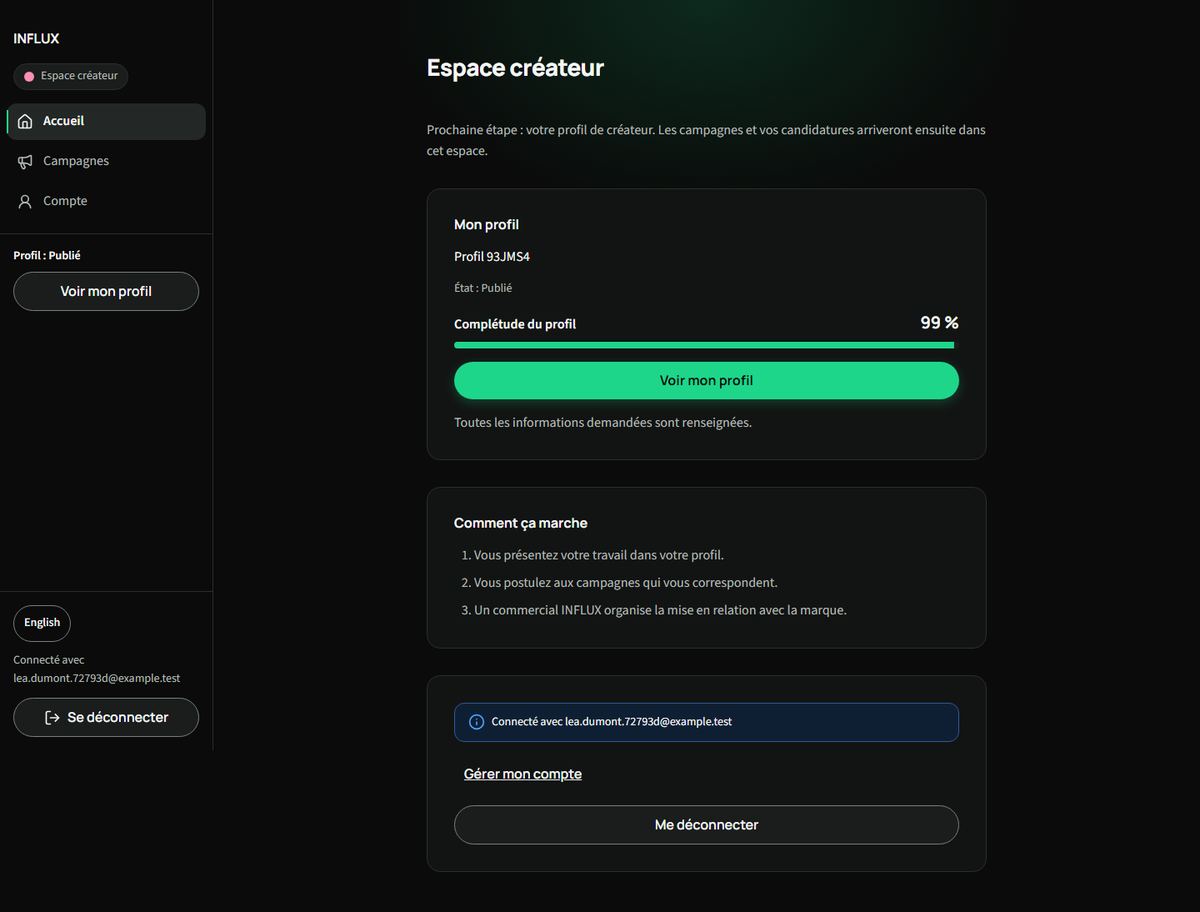 INFLUX
Espace créateur
Accueil
Campagnes
Compte
Profil : Publié
Voir mon profil
English
Connecté avec
lea.dumont.72793d@example.test
Se déconnecter
Espace créateur
Prochaine étape : votre profil de créateur. Les campagnes et vos candidatures arriveront ensuite dans
cet espace.
Mon profil
Profil 93JMS4
État : Publié
Complétude du profil
99 %
Voir mon profil
Toutes les informations demandées sont renseignées.
Comment ça marche
1. Vous présentez votre travail dans votre profil.
2. Vous postulez aux campagnes qui vous correspondent.
3. Un commercial INFLUX organise la mise en relation avec la marque.
Connecté avec lea.dumont.72793d@example.test
Gérer mon compte
Me déconnecter